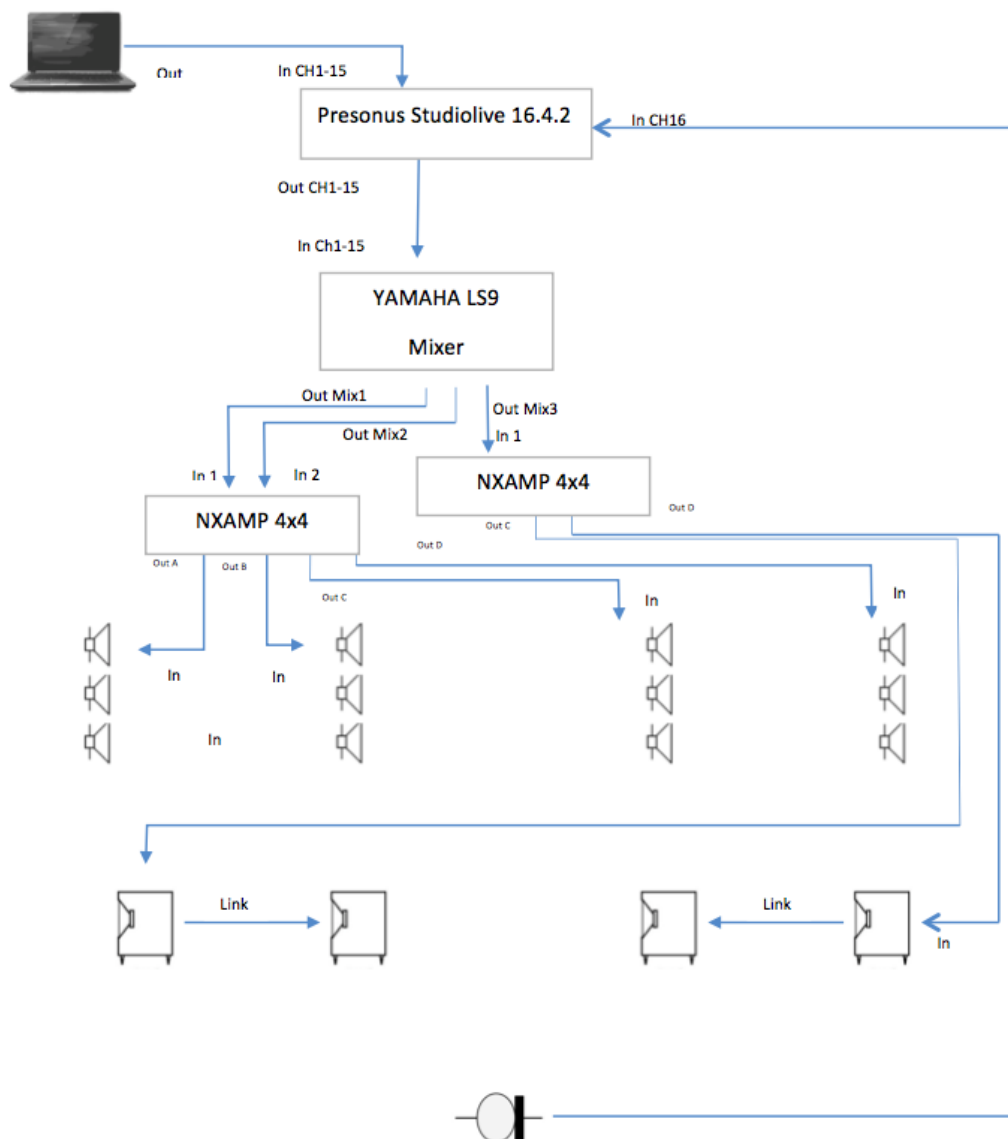 Out
In CH1-15
Presonus Studiolive 16.4.2
In CH16
Out CH1-15
In Ch1-15
YAMAHA LS9
Mixer
Out Mix1
Out Mix2
Out Mix3
In 1
In 1
In 2
NXAMP 4x4
NXAMP 4x4
Out C
Out D
Out A
Out B
Out D
Out C
In
In
In
In
In
Link
Link
In